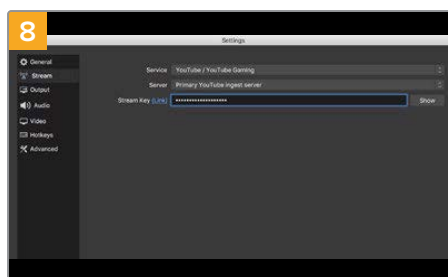 8
Settings
General
Stream
Output
Audio
Video
Hotkeys
Advanced
Service YouTube / YouTube Gaming
Server Primary YouTube ingest server
Stream Key (Link) •••••••••••••••••••• Show